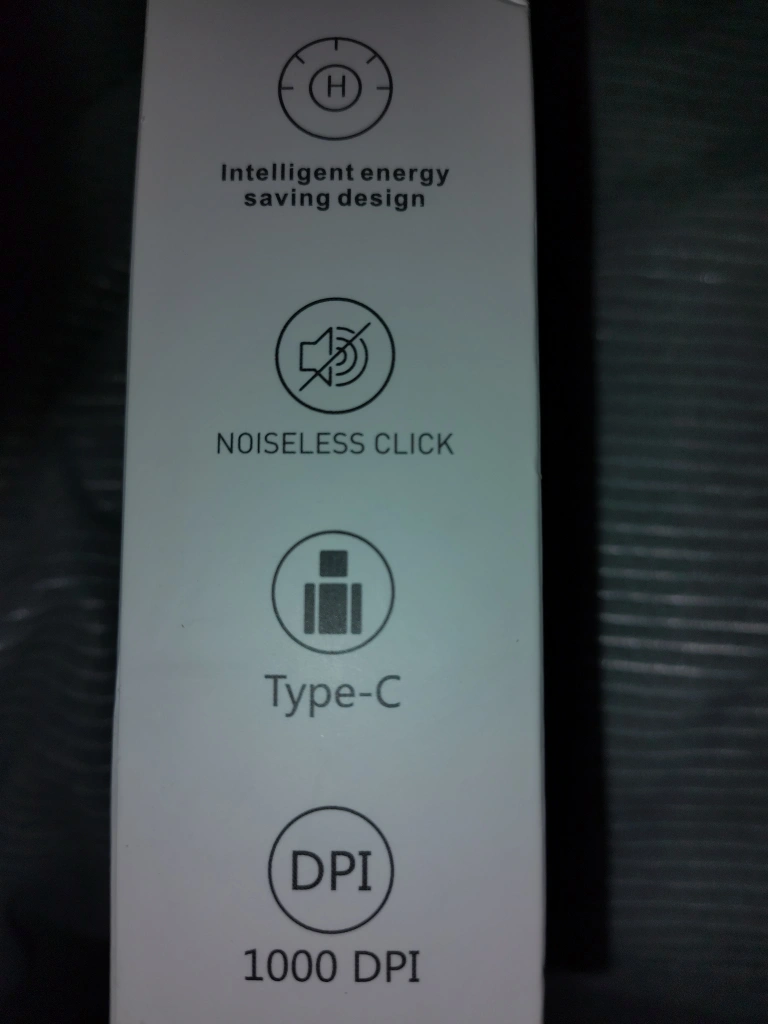 H
Intelligent energy
saving design
NOISELESS CLICK
Type-C
DPI
1000 DPI